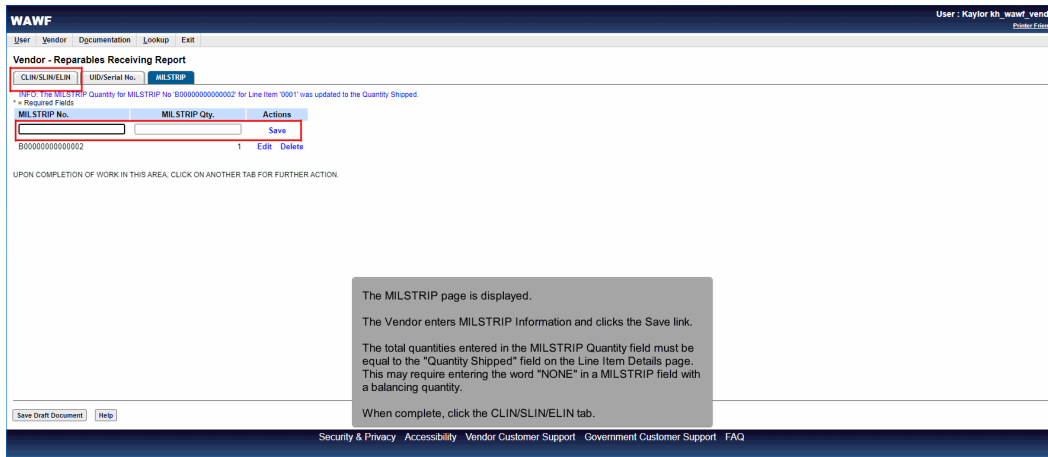 User : Kaylor kh_wawf_vend
WAWF
Printer Frien
User Vendor Documentation Lookup Exit
Vendor - Reparables Receiving Report
CLIN/SLIN/ELIN UID/Serial No. MILSTRIP
INFO: The MILSTRIP Quantity for MILSTRIP No 'B00000000000002' for Line Item '0001' was updated to the Quantity Shipped.
* = Required Fields
MILSTRIP No. MILSTRIP Qty. Actions
Save
B00000000000002 1 Edit Delete
UPON COMPLETION OF WORK IN THIS AREA, CLICK ON ANOTHER TAB FOR FURTHER ACTION.
The MILSTRIP page is displayed.
The Vendor enters MILSTRIP Information and clicks the Save link.
The total quantities entered in the MILSTRIP Quantity field must be
equal to the "Quantity Shipped" field on the Line Item Details page.
This may require entering the word "NONE" in a MILSTRIP field with
a balancing quantity.
When complete, click the CLIN/SLIN/ELIN tab.
Save Draft Document Help
Security & Privacy Accessibility Vendor Customer Support Government Customer Support FAQ